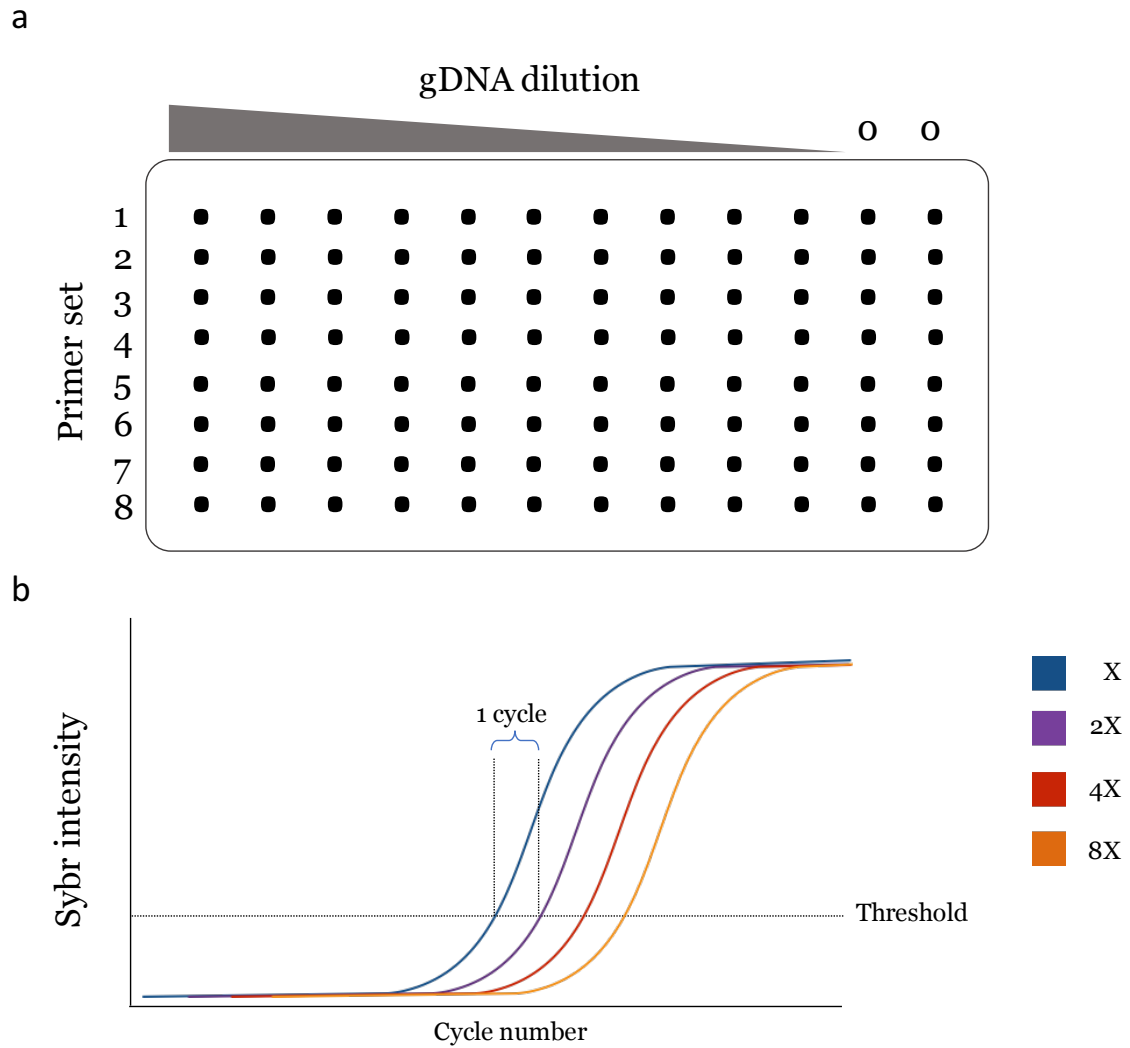 a
gDNA dilution
0 0
Primer set
1
2
3
4
5
6
7
8
b
Sybr intensity
1 cycle
Threshold
Cycle number
X
2X
4X
8X